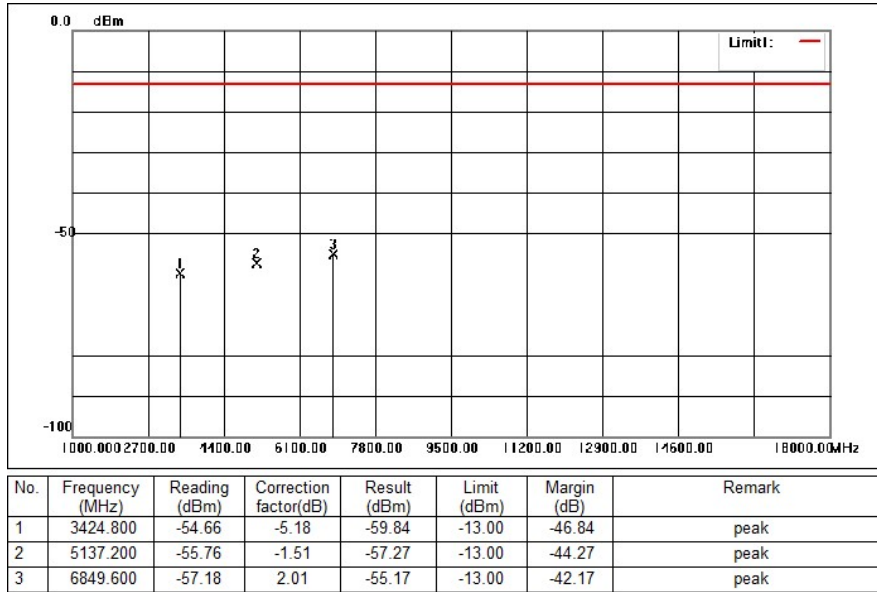 0.0 dBm
Limit1:
-50
1 2 3
-100
1000.000 2700.00 4400.00 6100.00 7800.00 9500.00 11200.00 12900.00 14600.00 18000.00 MHz
No. Frequency (MHz) Reading (dBm) Correction factor(dB) Result (dBm) Limit (dBm) Margin (dB) Remark
1 3424.800 -54.66 -5.18 -59.84 -13.00 -46.84 peak
2 5137.200 -55.76 -1.51 -57.27 -13.00 -44.27 peak
3 6849.600 -57.18 2.01 -55.17 -13.00 -42.17 peak